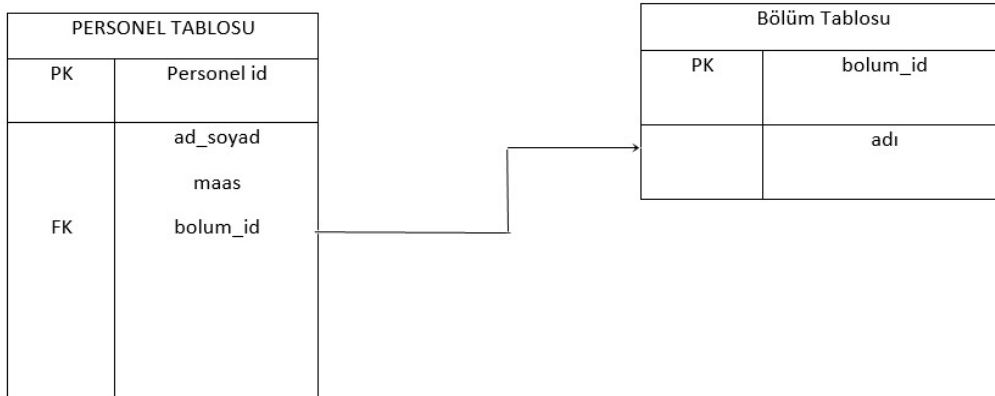 PERSONEL TABLOSU
PK Personel id
ad_soyad
maas
FK bolum_id
Bölüm Tablosu
PK bolum_id
adı